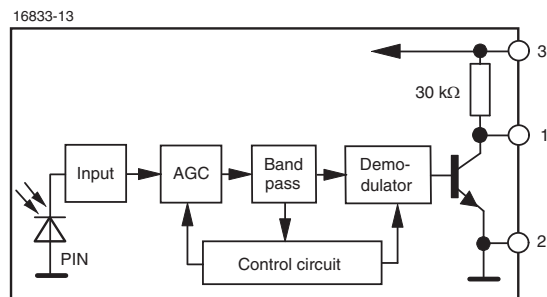 16833-13
3
30 kΩ
1
Input
AGC
Band
pass
Demo-
dulator
2
PIN
Control circuit